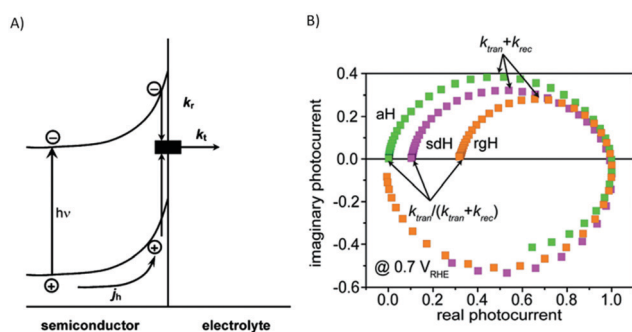 A)
k_r
k_t
hν
j_h
semiconductor
electrolyte
B)
k_tran+k_rec
aH
sdH
rgH
k_tran/(k_tran+k_rec)
@ 0.7 V_RHE
imaginary photocurrent
0.4
0.2
0.0
-0.2
-0.4
-0.6
0.0 0.2 0.4 0.6 0.8 1.0
real photocurrent